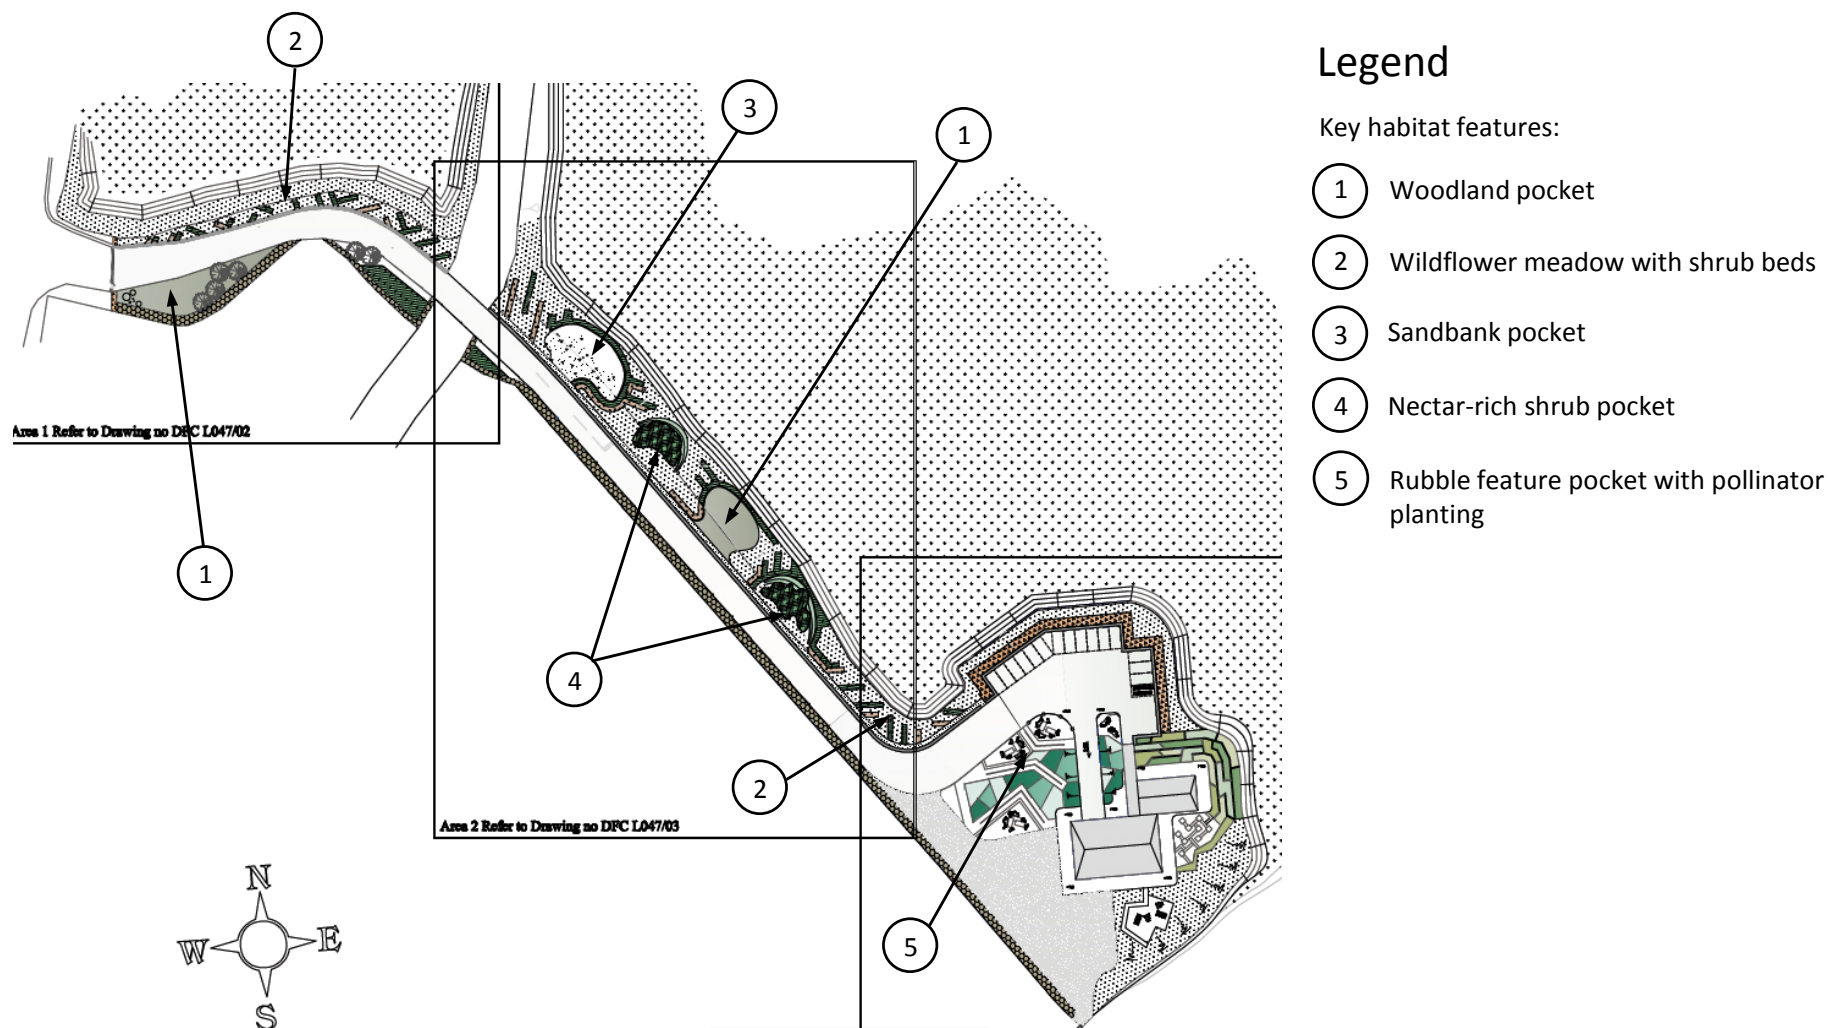 2
3
1
1
4
2
5
Area 1 Refer to Drawing no DFC L047/02
Area 2 Refer to Drawing no DFC L047/03
N
W E
S
Legend
Key habitat features:
1 Woodland pocket
2 Wildflower meadow with shrub beds
3 Sandbank pocket
4 Nectar-rich shrub pocket
5 Rubble feature pocket with pollinator
planting